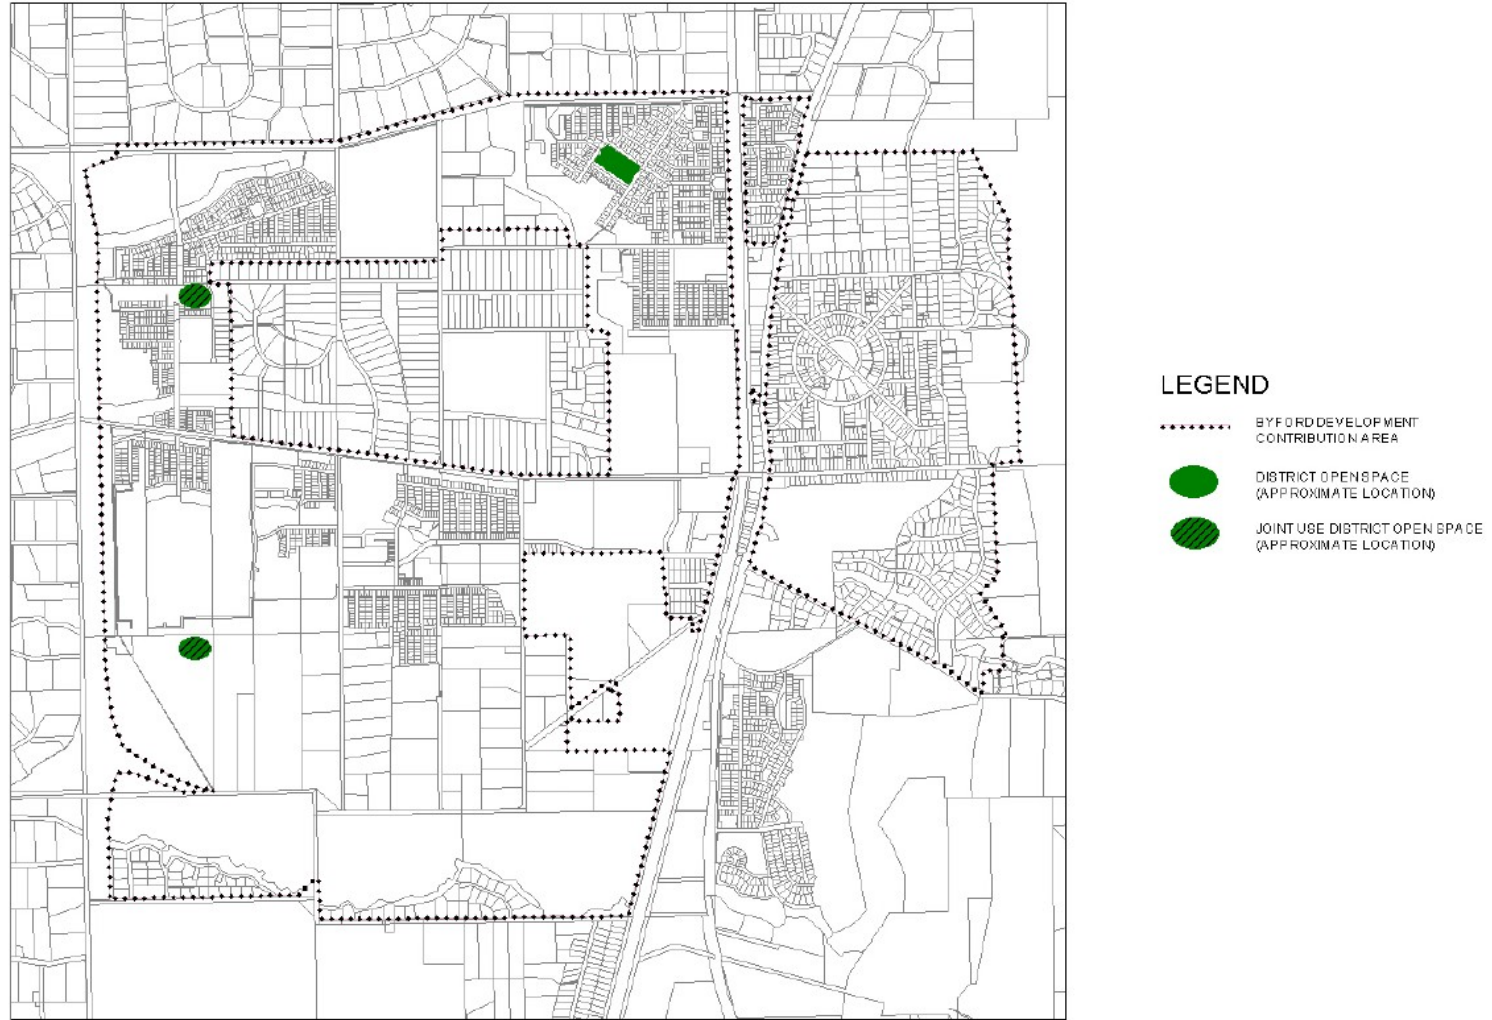 LEGEND
BYFORD DEVELOPMENT
CONTRIBUTION AREA
DISTRICT OPEN SPACE
(APPROXIMATE LOCATION)
JOINT USE DISTRICT OPEN SPACE
(APPROXIMATE LOCATION)